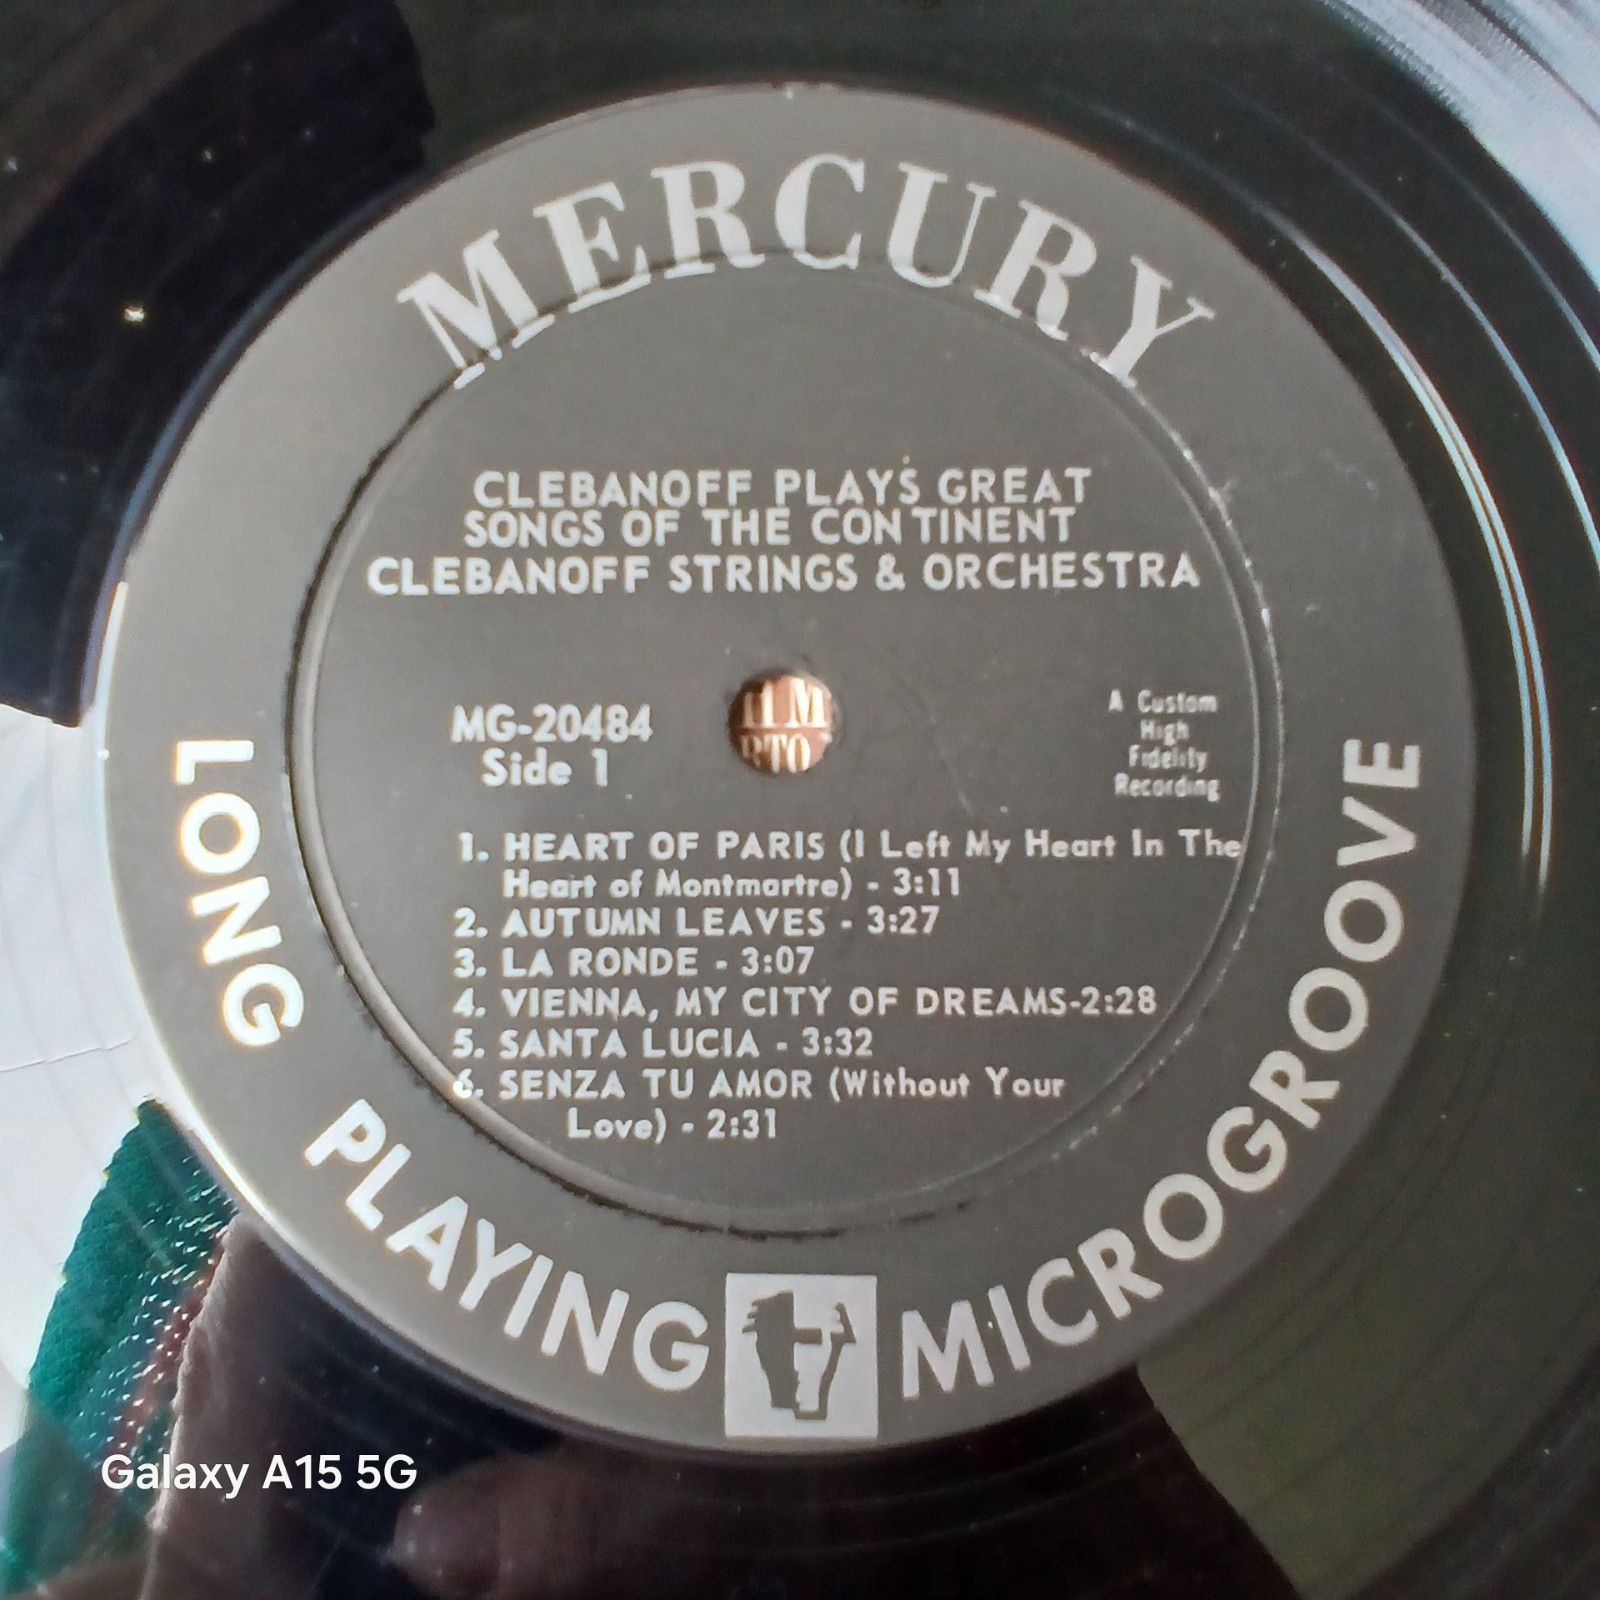 MERCURY
CLEBANOFF PLAYS GREAT
SONGS OF THE CONTINENT
CLEBANOFF STRINGS & ORCHESTRA
MG-20484
Side 1
A Custom
High
Fidelity
Recording
1. HEART OF PARIS (I Left My Heart In The
Heart of Montmartre) - 3:11
2. AUTUMN LEAVES - 3:27
3. LA RONDE - 3:07
4. VIENNA, MY CITY OF DREAMS-2:28
5. SANTA LUCIA - 3:32
6. SENZA TU AMOR (Without Your
Love) - 2:31
LONG PLAYING MICROGROOVE
Galaxy A15 5G